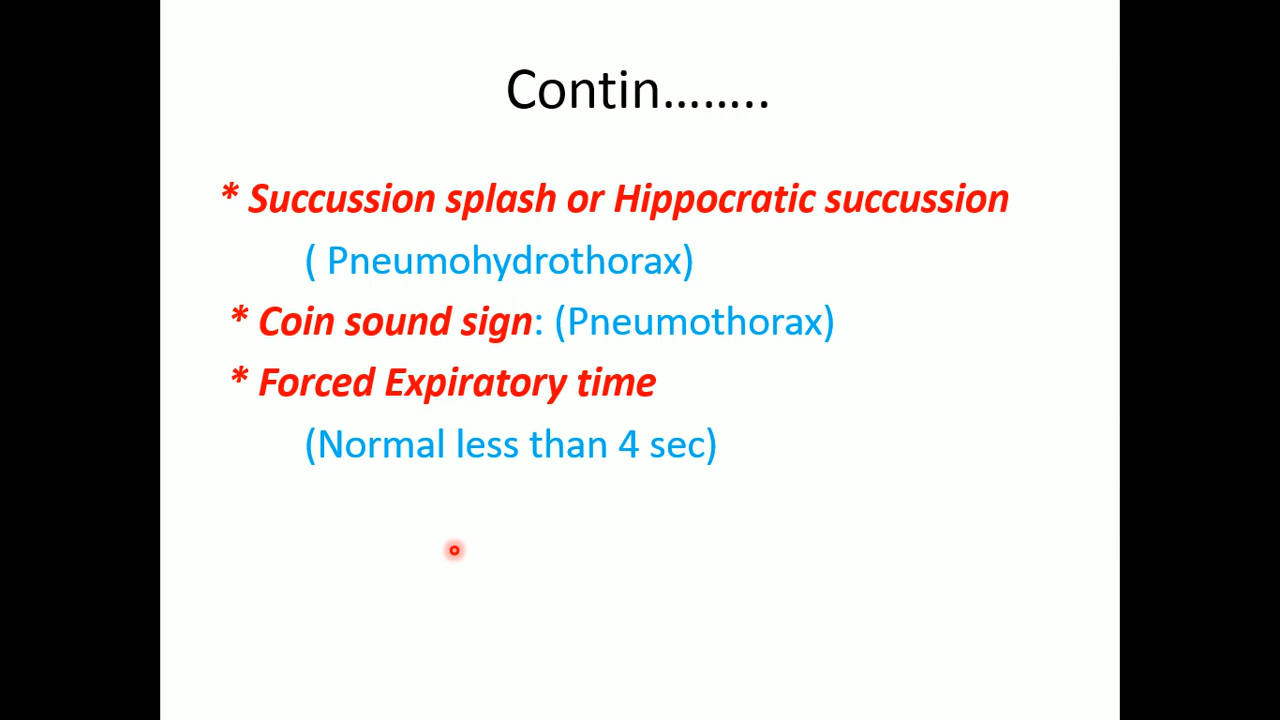 Contin……..
* Succussion splash or Hippocratic succussion
( Pneumohydrothorax)
* Coin sound sign: (Pneumothorax)
* Forced Expiratory time
(Normal less than 4 sec)